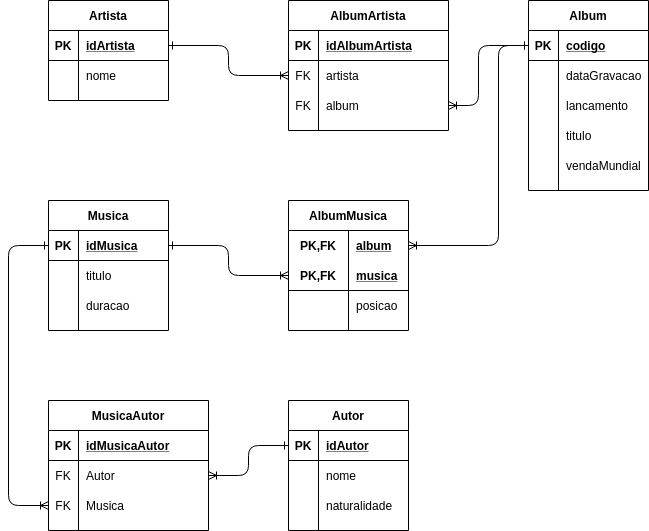 Artista
PK idArtista
nome
AlbumArtista
PK idAlbumArtista
FK artista
FK album
Album
PK codigo
dataGravacao
lancamento
titulo
vendaMundial
Musica
PK idMusica
titulo
duracao
AlbumMusica
PK,FK album
PK,FK musica
posicao
MusicaAutor
PK idMusicaAutor
FK Autor
FK Musica
Autor
PK idAutor
nome
naturalidade